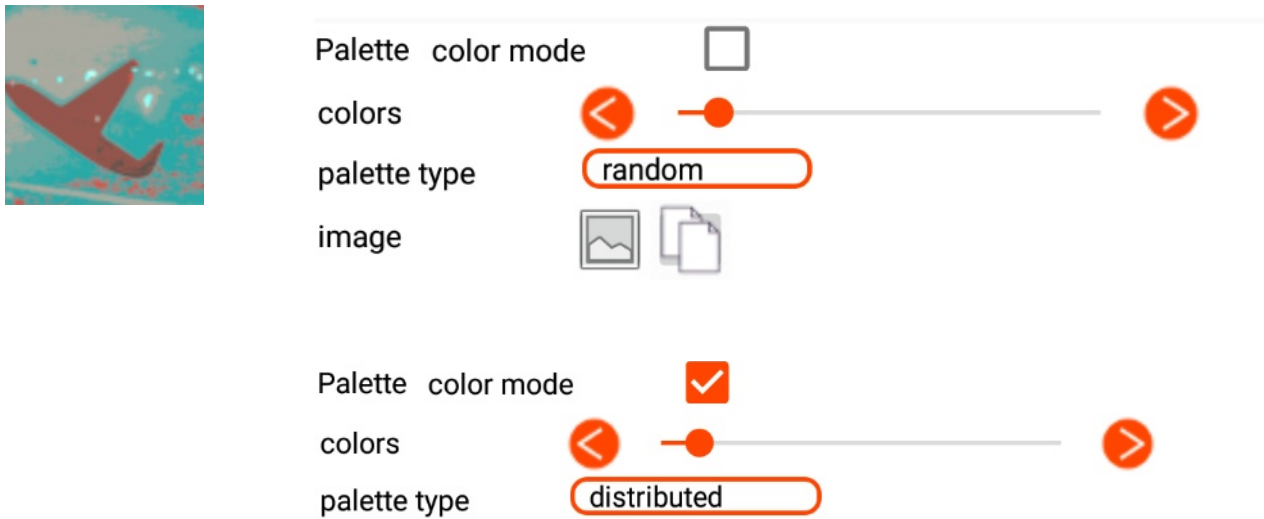 Palette color mode
colors
palette type random
image
Palette color mode
colors
palette type distributed